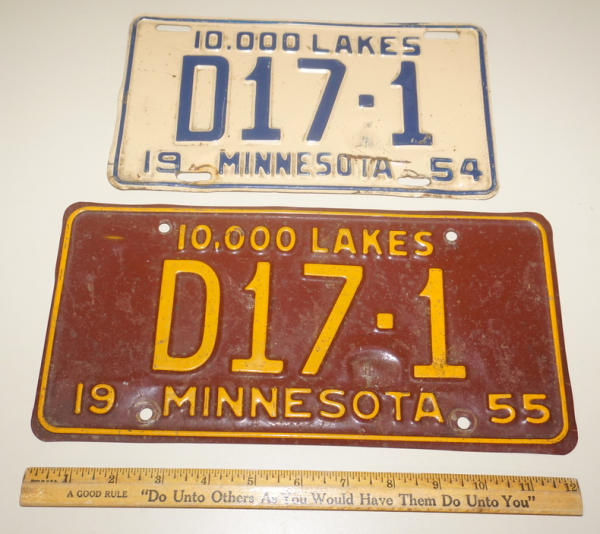 10.000 LAKES
D17·1
19 MINNESOTA 54
10,000 LAKES
D17·1
19 MINNESOTA 55
1 2 3 4 5 6 7 8 9 10 11 12
A GOOD RULE "Do Unto Others As You Would Have Them Do Unto You"